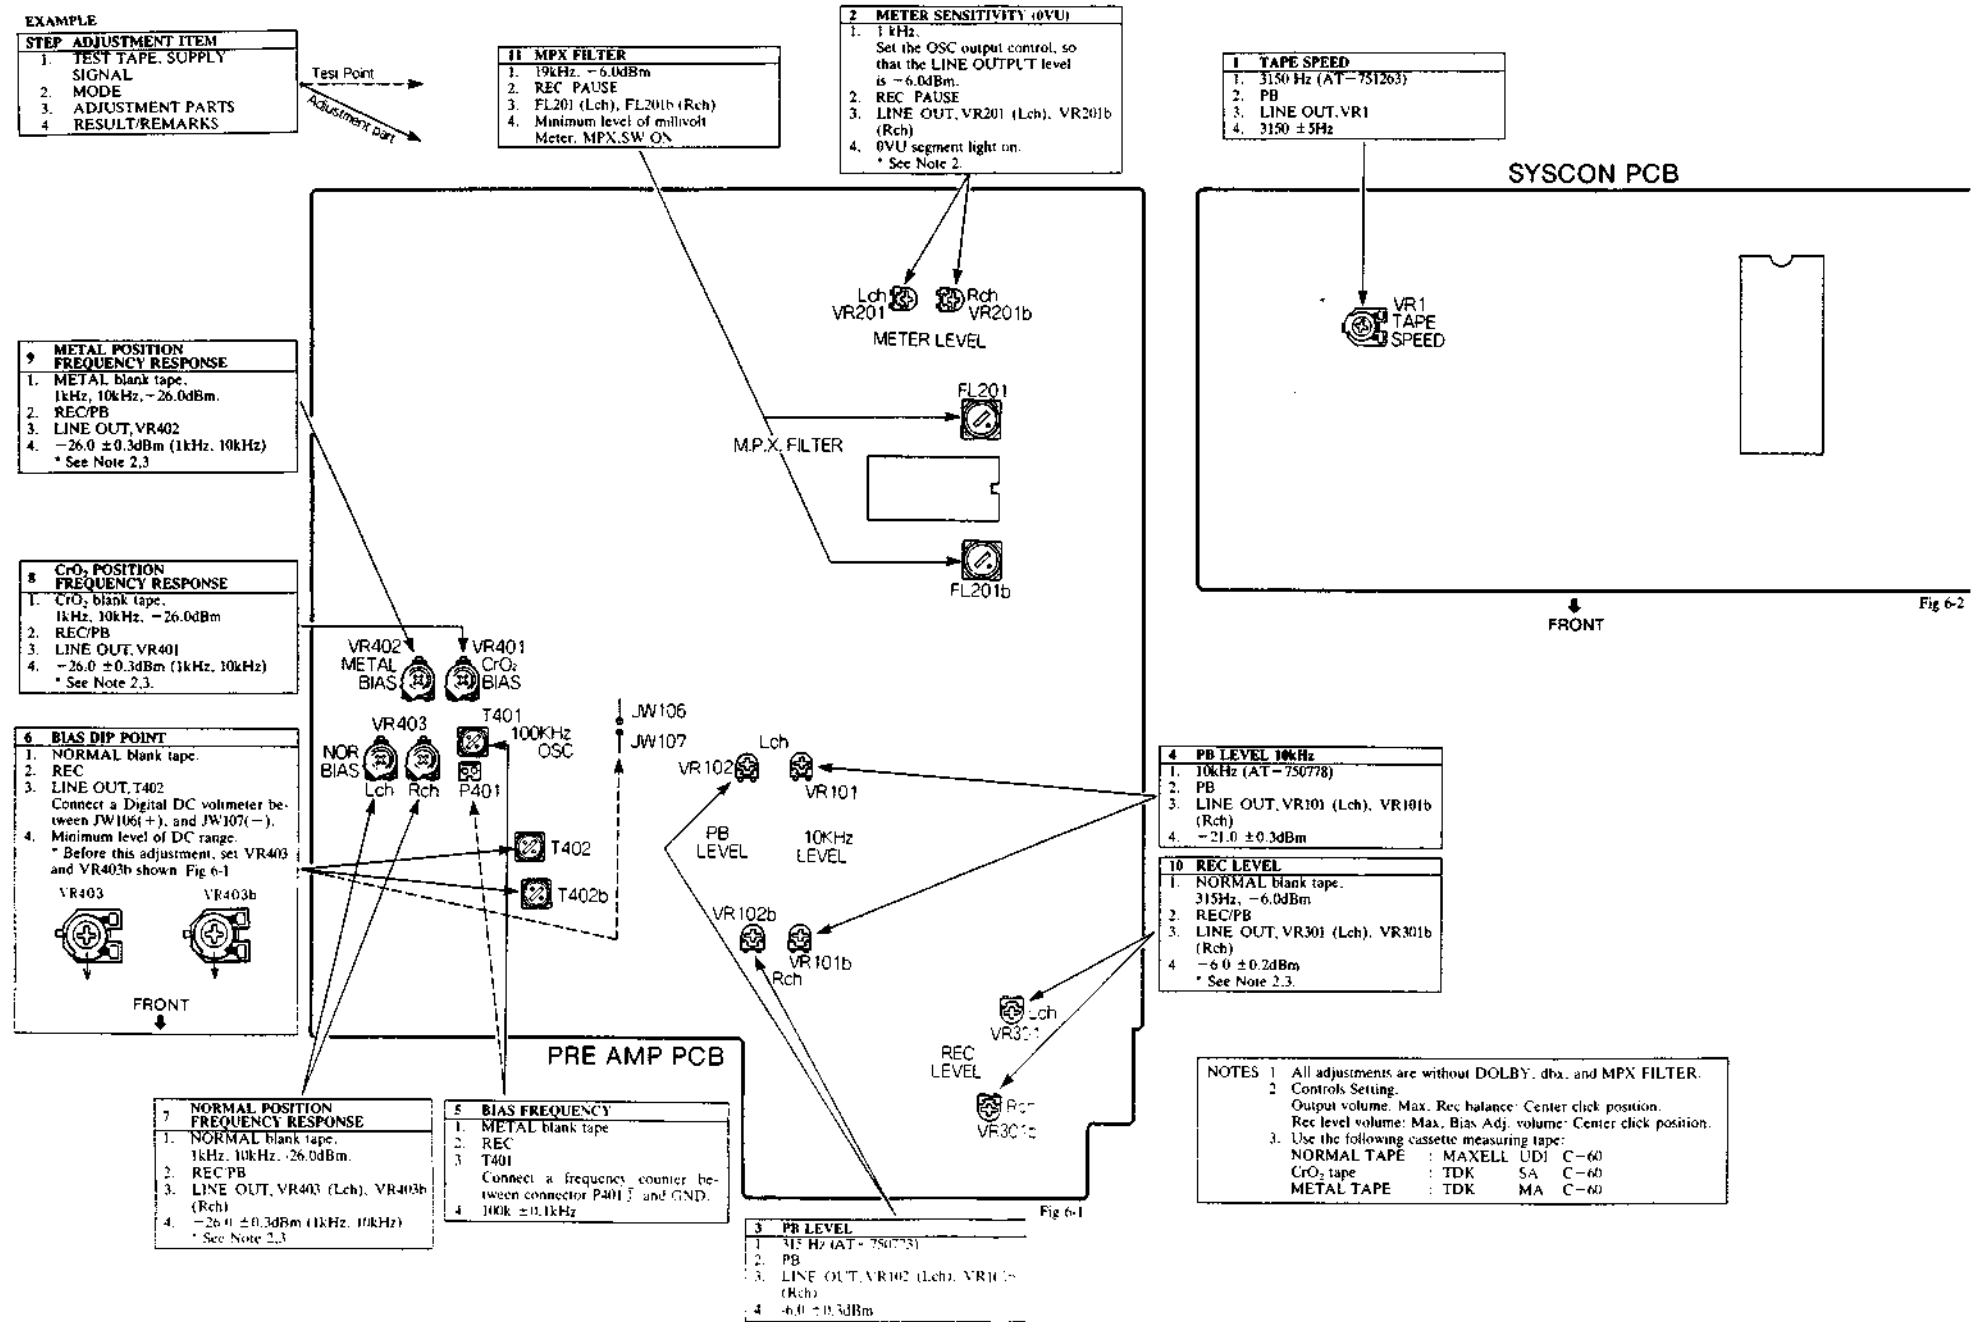 EXAMPLE
STEP ADJUSTMENT ITEM
1. TEST TAPE, SUPPLY
SIGNAL
2. MODE
3. ADJUSTMENT PARTS
4 RESULT/REMARKS
Test Point
Adjustment part
11 MPX FILTER
1. 19kHz. −6.0dBm
2. REC PAUSE
3. FL201 (Lch), FL201b (Rch)
4. Minimum level of millivolt
Meter. MPX.SW ON
2 METER SENSITIVITY (0VU)
1. 1 kHz.
Set the OSC output control, so
that the LINE OUTPUT level
is −6.0dBm.
2. REC PAUSE
3. LINE OUT, VR201 (Lch), VR201b
(Rch)
4. 0VU segment light on.
* See Note 2.
1 TAPE SPEED
1. 3150 Hz (AT−751263)
2. PB
3. LINE OUT, VR1
4. 3150 ±5Hz
SYSCON PCB
VR1
TAPE
SPEED
Fig 6-2
FRONT
Lch
VR201
Rch
VR201b
METER LEVEL
FL201
M.P.X. FILTER
FL201b
9 METAL POSITION
FREQUENCY RESPONSE
1. METAL blank tape.
1kHz, 10kHz, −26.0dBm.
2. REC/PB
3. LINE OUT, VR402
4. −26.0 ±0.3dBm (1kHz. 10kHz)
* See Note 2,3
8 CrO₂ POSITION
FREQUENCY RESPONSE
1. CrO₂ blank tape.
1kHz, 10kHz, −26.0dBm
2. REC/PB
3. LINE OUT, VR401
4. −26.0 ±0.3dBm (1kHz, 10kHz)
* See Note 2,3.
VR402
METAL
BIAS
VR401
CrO₂
BIAS
VR403
NOR
BIAS
Lch
Rch
T401
100KHz
OSC
P401
JW106
JW107
T402
T402b
6 BIAS DIP POINT
1. NORMAL blank tape.
2. REC
3. LINE OUT, T402
Connect a Digital DC voltmeter be-
tween JW106(+), and JW107(−).
4. Minimum level of DC range.
* Before this adjustment, set VR403
and VR403b shown Fig 6-1
VR403
VR403b
FRONT
VR102
Lch
VR101
PB
LEVEL
10KHz
LEVEL
VR102b
VR101b
Rch
4 PB LEVEL 10kHz
1. 10kHz (AT−750778)
2. PB
3. LINE OUT, VR101 (Lch), VR101b
(Rch)
4. −21.0 ±0.3dBm
10 REC LEVEL
1. NORMAL blank tape.
315Hz, −6.0dBm
2. REC/PB
3. LINE OUT, VR301 (Lch), VR301b
(Rch)
4 −6 0 ±0.2dBm
* See Note 2.3.
Lch
VR301
REC
LEVEL
Rch
VR301b
PRE AMP PCB
7 NORMAL POSITION
FREQUENCY RESPONSE
1. NORMAL blank tape.
1kHz. 10kHz. -26.0dBm.
2. REC PB
3. LINE OUT, VR403 (Lch), VR403b
(Rch)
4. −26 0 ±0.3dBm (1kHz, 10kHz)
* See Note 2,3
5 BIAS FREQUENCY
1. METAL blank tape
2. REC
3 T401
Connect a frequency counter be-
tween connector P401 and GND.
4 100k ±0.1kHz
3 PB LEVEL
1 315 Hz (AT−
2. PB
3. LINE OUT, VR102 (Lch),
(Rch)
4 -6.0 ±0.3dBm
Fig 6-1
NOTES 1 All adjustments are without DOLBY, dbx, and MPX FILTER.
2 Controls Setting.
Output volume. Max. Rec balance: Center click position.
Rec level volume: Max, Bias Adj. volume: Center click position.
3. Use the following cassette measuring tape:
NORMAL TAPE : MAXELL UDI C−60
CrO₂ tape : TDK SA C−60
METAL TAPE : TDK MA C−60